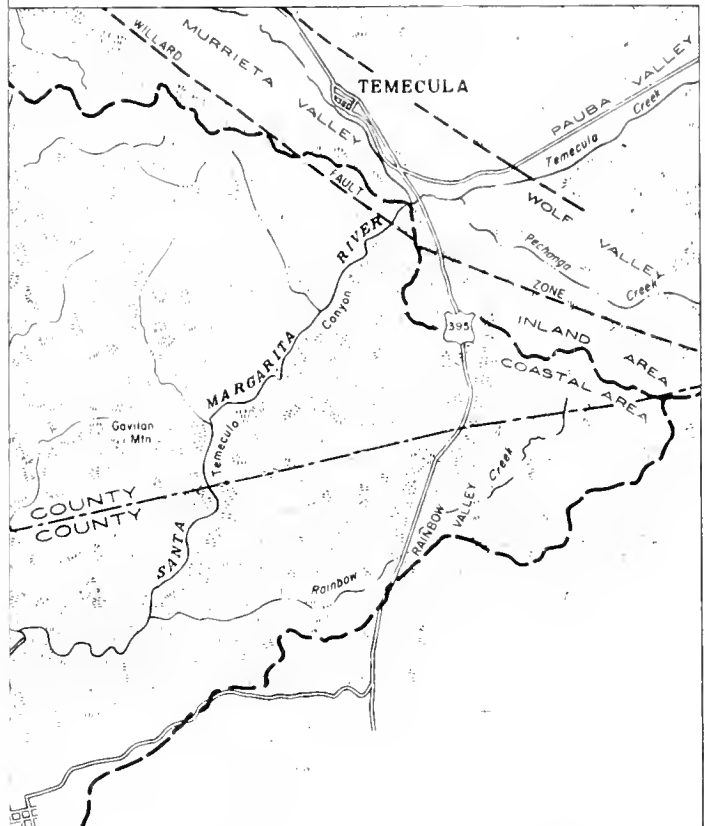 WILLARD
MURRIETA VALLEY
TEMECULA
PAUBA VALLEY
Temecula Creek
FAULT
WOLF VALLEY
Pechanga Creek
ZONE
RIVER
Canyon
395
INLAND AREA
COASTAL AREA
MARGARITA
Gavilan
Mtn
Temecula
COUNTY
COUNTY
SANTA
RAINBOW
VALLEY
Creek
Rainbow